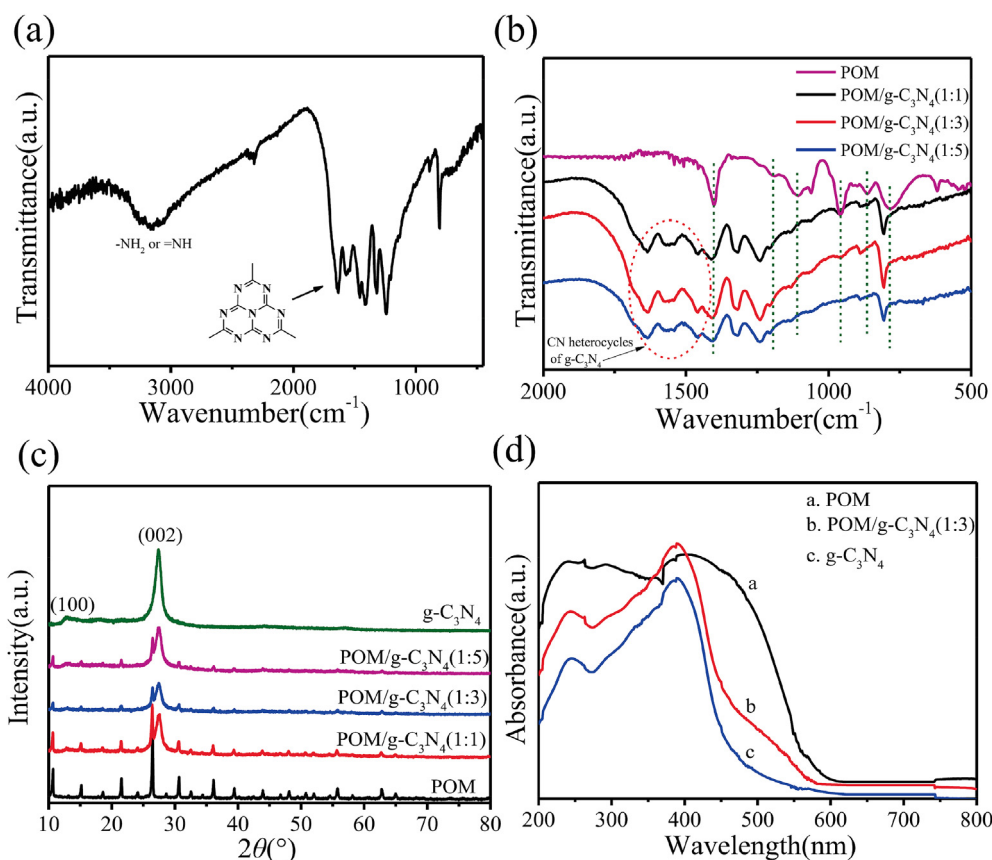 (a)
Transmittance(a.u.)
-NH₂ or =NH
N
N N
N
N N N
N N
4000 3000 2000 1000
Wavenumber(cm⁻¹)
(b)
Transmittance(a.u.)
POM
POM/g-C₃N₄(1:1)
POM/g-C₃N₄(1:3)
POM/g-C₃N₄(1:5)
CN heterocycles
of g-C₃N₄
2000 1500 1000 500
Wavenumber(cm⁻¹)
(c)
Intensity(a.u.)
(002)
(100)
g-C₃N₄
POM/g-C₃N₄(1:5)
POM/g-C₃N₄(1:3)
POM/g-C₃N₄(1:1)
POM
10 20 30 40 50 60 70 80
2θ(°)
(d)
Absorbance(a.u.)
a. POM
b. POM/g-C₃N₄(1:3)
c. g-C₃N₄
a
b
c
200 300 400 500 600 700 800
Wavelength(nm)